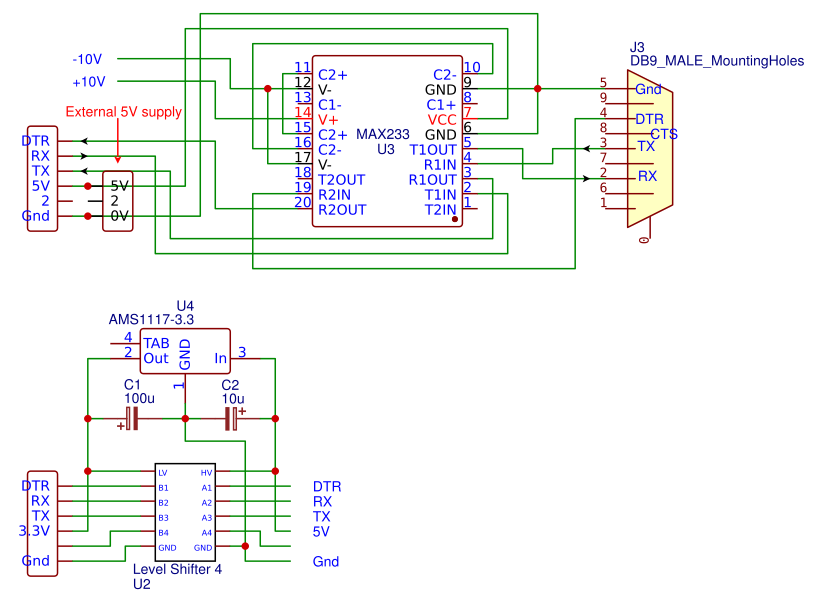 J3
DB9_MALE_MountingHoles
-10V
+10V
External 5V supply
DTR
RX
TX
5V
2
Gnd
5V
2
0V
11 C2+
12 V-
13 C1-
14 V+
15 C2+
16 C2-
17 V-
18 T2OUT
19 R2IN
20 R2OUT
MAX233
U3
C2- 10
GND 9
C1+ 8
VCC 7
GND 6
T1OUT 5
R1IN 4
R1OUT 3
T1IN 2
T2IN 1
5 Gnd
9
4 DTR
8 CTS
3 TX
7
2 RX
6
1
0
U4
AMS1117-3.3
4 TAB
2 Out
GND
1
In 3
C1
100u
+
C2
10u
+
DTR
RX
TX
3.3V
Gnd
LV
B1
B2
B3
B4
GND
HV
A1
A2
A3
A4
GND
DTR
RX
TX
5V
Gnd
Level Shifter 4
U2